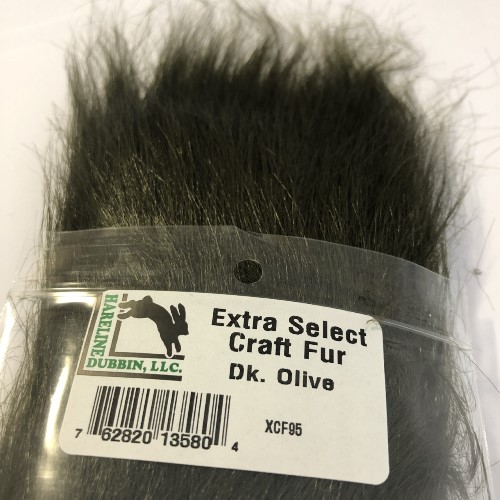 HARELINE
DUBBIN, LLC.
Extra Select
Craft Fur
Dk. Olive
XCF95
7 62820 13580 4